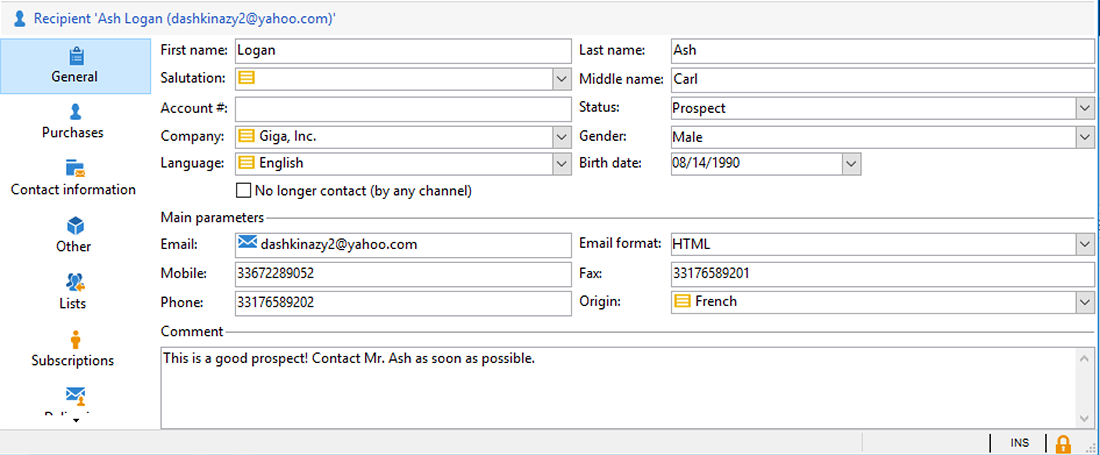 Recipient 'Ash Logan (dashkinazy2@yahoo.com)'
General
Purchases
Contact information
Other
Lists
Subscriptions
First name: Logan Last name: Ash
Salutation: Middle name: Carl
Account #: Status: Prospect
Company: Giga, Inc. Gender: Male
Language: English Birth date: 08/14/1990
No longer contact (by any channel)
Main parameters
Email: dashkinazy2@yahoo.com Email format: HTML
Mobile: 33672289052 Fax: 33176589201
Phone: 33176589202 Origin: French
Comment
This is a good prospect! Contact Mr. Ash as soon as possible.
INS